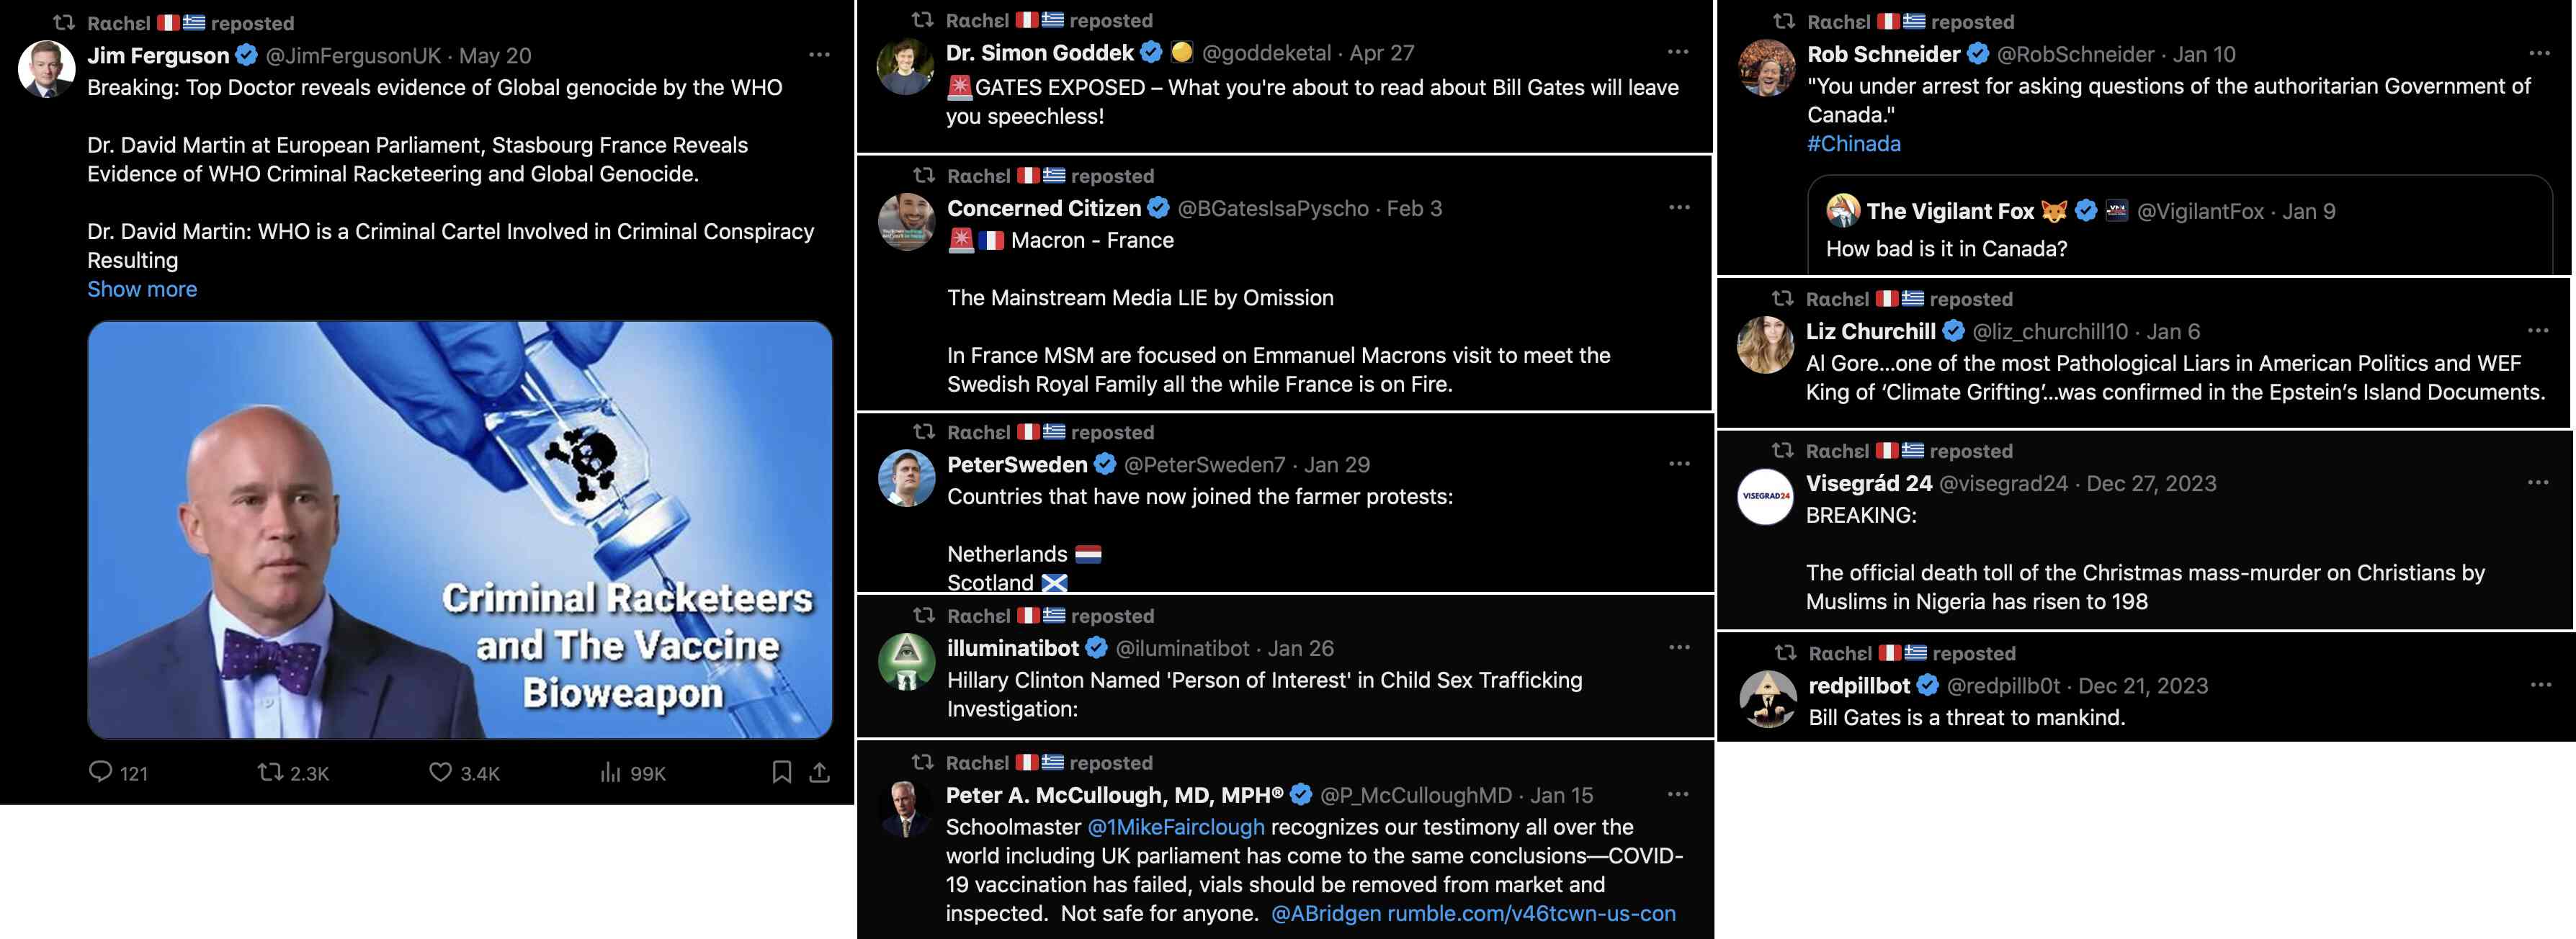 Rαchεl 🇵🇪🇬🇷 reposted
Jim Ferguson @JimFergusonUK · May 20
Breaking: Top Doctor reveals evidence of Global genocide by the WHO
Dr. David Martin at European Parliament, Stasbourg France Reveals
Evidence of WHO Criminal Racketeering and Global Genocide.
Dr. David Martin: WHO is a Criminal Cartel Involved in Criminal Conspiracy
Resulting
Show more
Criminal Racketeers
and The Vaccine
Bioweapon
121 2.3K 3.4K 99K
Rαchεl 🇵🇪🇬🇷 reposted
Dr. Simon Goddek 🟡 @goddeketal · Apr 27
🚨GATES EXPOSED – What you're about to read about Bill Gates will leave
you speechless!
Rαchεl 🇵🇪🇬🇷 reposted
Concerned Citizen @BGatesIsaPyscho · Feb 3
🚨🇫🇷 Macron - France
The Mainstream Media LIE by Omission
In France MSM are focused on Emmanuel Macrons visit to meet the
Swedish Royal Family all the while France is on Fire.
Rαchεl 🇵🇪🇬🇷 reposted
PeterSweden @PeterSweden7 · Jan 29
Countries that have now joined the farmer protests:
Netherlands 🇳🇱
Scotland 🏴󠁧󠁢󠁳󠁣󠁴󠁿
Rαchεl 🇵🇪🇬🇷 reposted
illuminatibot @iluminatibot · Jan 26
Hillary Clinton Named 'Person of Interest' in Child Sex Trafficking
Investigation:
Rαchεl 🇵🇪🇬🇷 reposted
Peter A. McCullough, MD, MPH® @P_McCulloughMD · Jan 15
Schoolmaster @1MikeFairclough recognizes our testimony all over the
world including UK parliament has come to the same conclusions—COVID-
19 vaccination has failed, vials should be removed from market and
inspected.  Not safe for anyone.  @ABridgen rumble.com/v46tcwn-us-con
Rαchεl 🇵🇪🇬🇷 reposted
Rob Schneider @RobSchneider · Jan 10
"You under arrest for asking questions of the authoritarian Government of
Canada."
#Chinada
The Vigilant Fox 🦊 @VigilantFox · Jan 9
How bad is it in Canada?
Rαchεl 🇵🇪🇬🇷 reposted
Liz Churchill @liz_churchill10 · Jan 6
Al Gore...one of the most Pathological Liars in American Politics and WEF
King of ‘Climate Grifting’...was confirmed in the Epstein’s Island Documents.
Rαchεl 🇵🇪🇬🇷 reposted
VISEGRAD24
Visegrád 24 @visegrad24 · Dec 27, 2023
BREAKING:
The official death toll of the Christmas mass-murder on Christians by
Muslims in Nigeria has risen to 198
Rαchεl 🇵🇪🇬🇷 reposted
redpillbot @redpillb0t · Dec 21, 2023
Bill Gates is a threat to mankind.